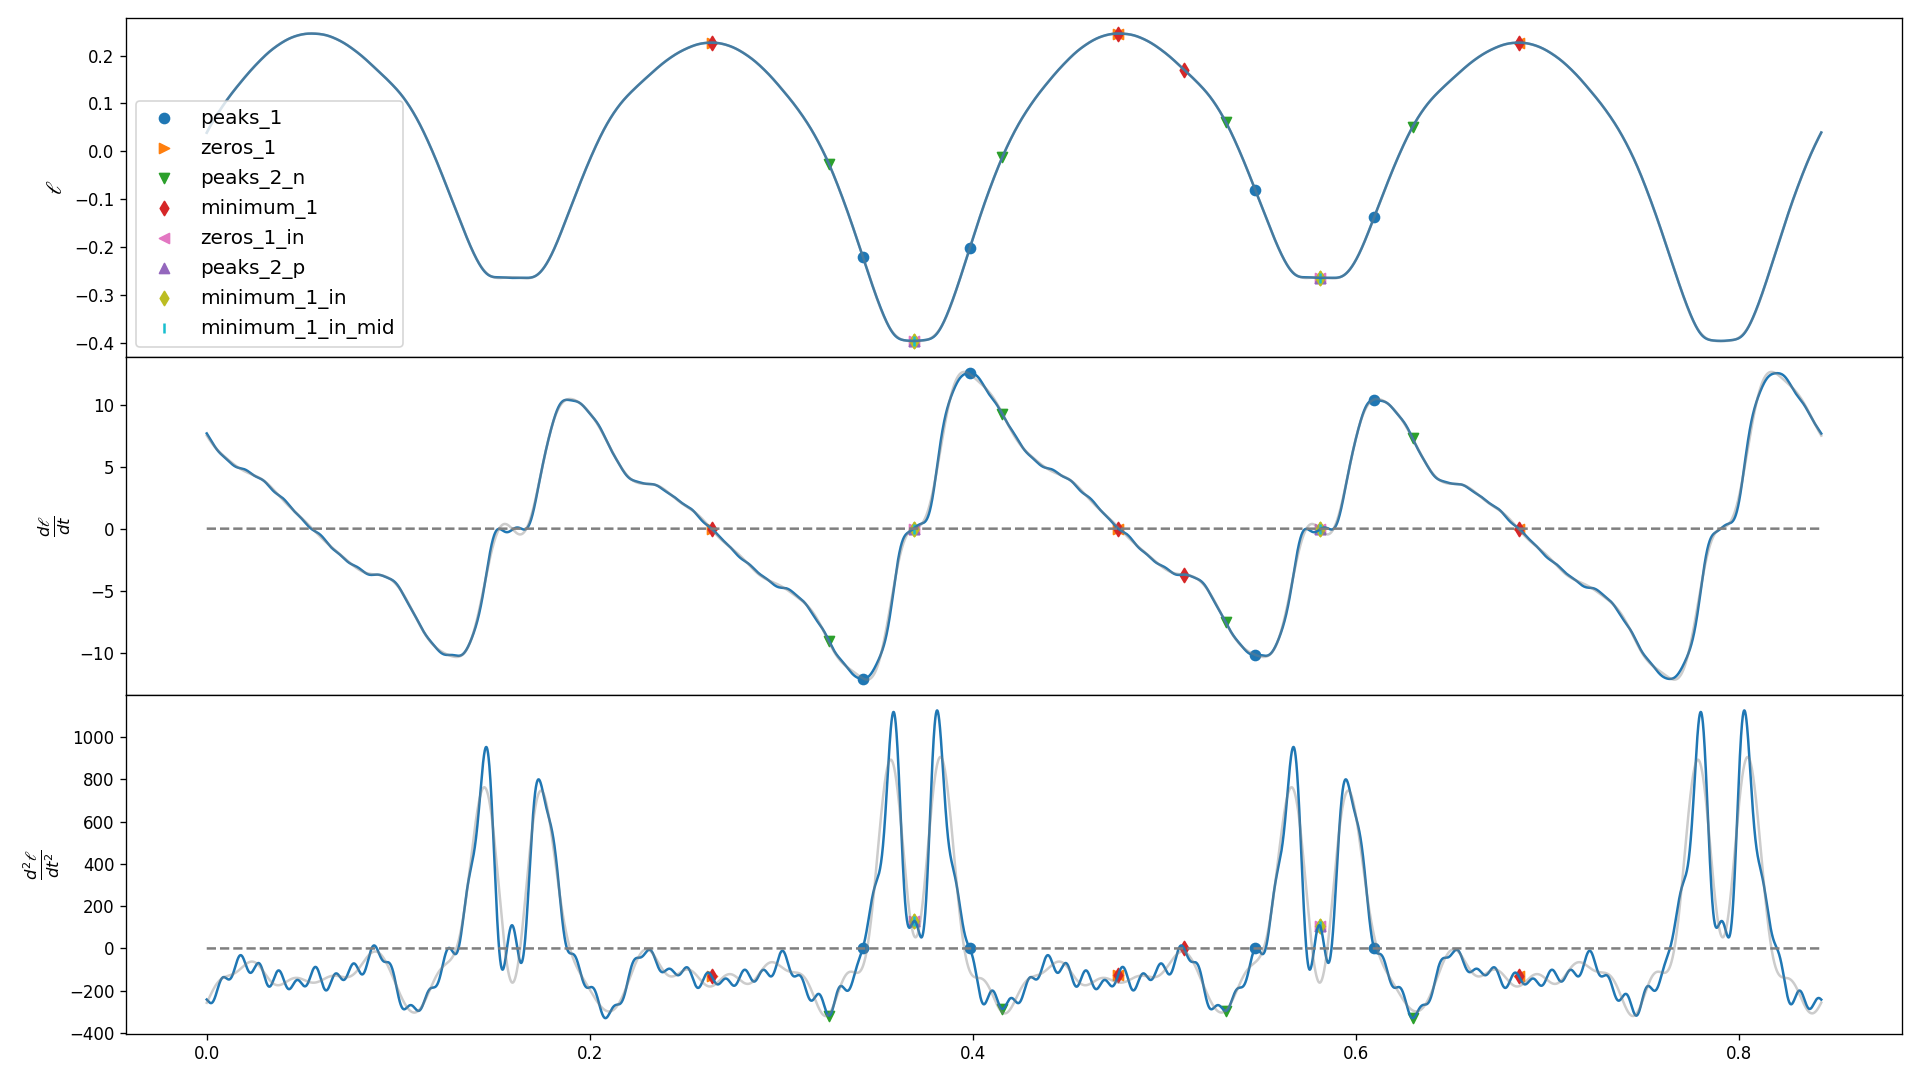 0.2
0.1
0.0
−0.1
−0.2
−0.3
−0.4
ℓ
peaks_1
zeros_1
peaks_2_n
minimum_1
zeros_1_in
peaks_2_p
minimum_1_in
minimum_1_in_mid
10
5
0
−5
−10
dℓ
dt
1000
800
600
400
200
0
−200
−400
d²ℓ
dt²
0.0 0.2 0.4 0.6 0.8